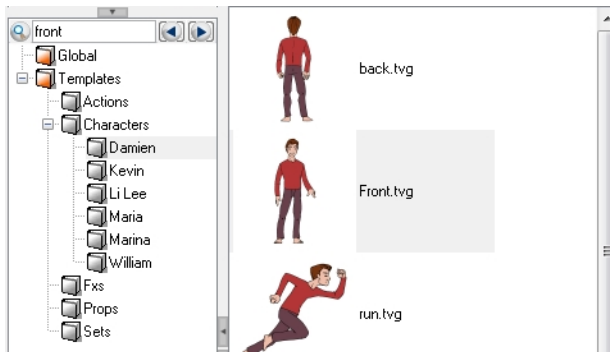 front
Global
Templates
Actions
Characters
Damien
Kevin
Li Lee
Maria
Marina
William
Fxs
Props
Sets
back.tvg
Front.tvg
run.tvg